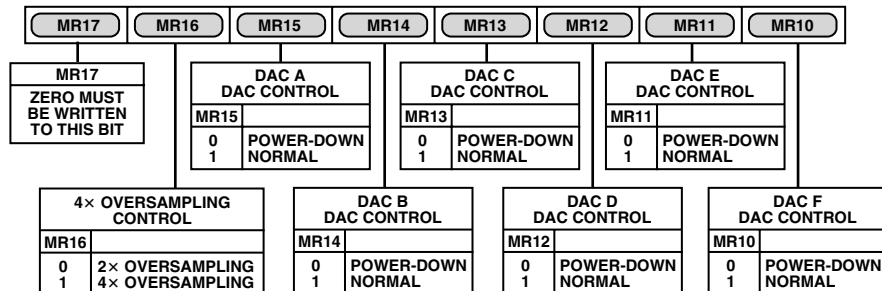 MR17 MR16 MR15 MR14 MR13 MR12 MR11 MR10
MR17
ZERO MUST
BE WRITTEN
TO THIS BIT
DAC A
DAC CONTROL
MR15
0 POWER-DOWN
1 NORMAL
DAC C
DAC CONTROL
MR13
0 POWER-DOWN
1 NORMAL
DAC E
DAC CONTROL
MR11
0 POWER-DOWN
1 NORMAL
4× OVERSAMPLING
CONTROL
MR16
0 2× OVERSAMPLING
1 4× OVERSAMPLING
DAC B
DAC CONTROL
MR14
0 POWER-DOWN
1 NORMAL
DAC D
DAC CONTROL
MR12
0 POWER-DOWN
1 NORMAL
DAC F
DAC CONTROL
MR10
0 POWER-DOWN
1 NORMAL